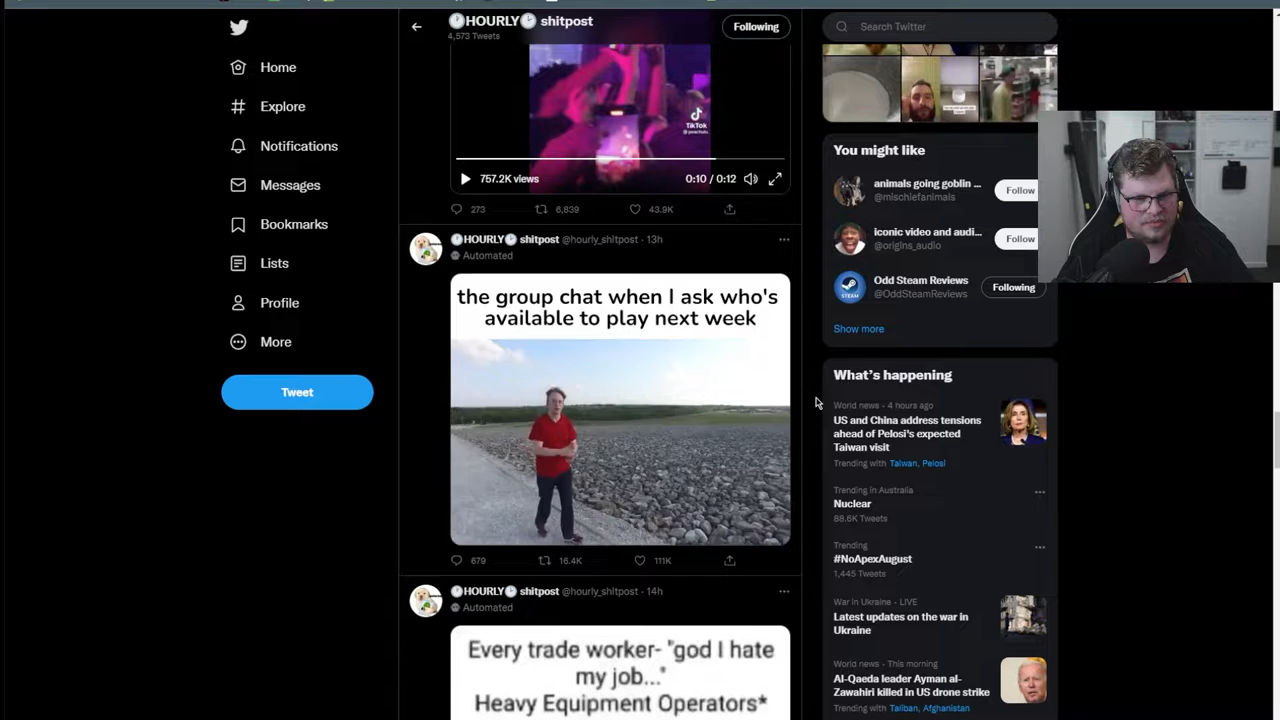 🕐HOURLY🕑 shitpost
4,573 Tweets
Following
Search Twitter
Home
Explore
Notifications
Messages
Bookmarks
Lists
Profile
More
Tweet
TikTok
757.2K views
0:10 / 0:12
273
6,839
43.9K
🕐HOURLY🕑 shitpost @hourly_shitpost · 13h
Automated
the group chat when I ask who's
available to play next week
679
16.4K
111K
🕐HOURLY🕑 shitpost @hourly_shitpost · 14h
Automated
Every trade worker- "god I hate
my job..."
Heavy Equipment Operators*
You might like
animals going goblin ...
@mischiefanimals
Follow
iconic video and audi...
@origins_audio
Follow
STEAM
Odd Steam Reviews
@OddSteamReviews
Following
Show more
What's happening
World news · 4 hours ago
US and China address tensions
ahead of Pelosi's expected
Taiwan visit
Trending with Taiwan, Pelosi
Trending in Australia
Nuclear
68.6K Tweets
Trending
#NoApexAugust
1,445 Tweets
War in Ukraine · LIVE
Latest updates on the war in
Ukraine
World news · This morning
Al-Qaeda leader Ayman al-
Zawahiri killed in US drone strike
Trending with Taliban, Afghanistan